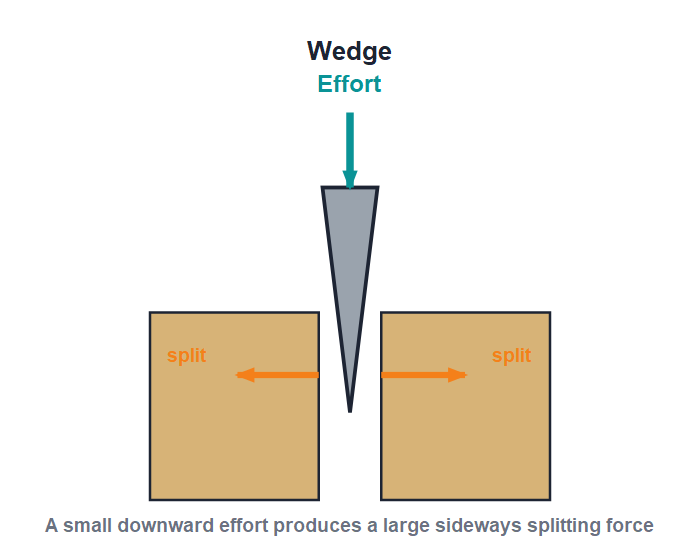 Wedge
Effort
split
split
A small downward effort produces a large sideways splitting force